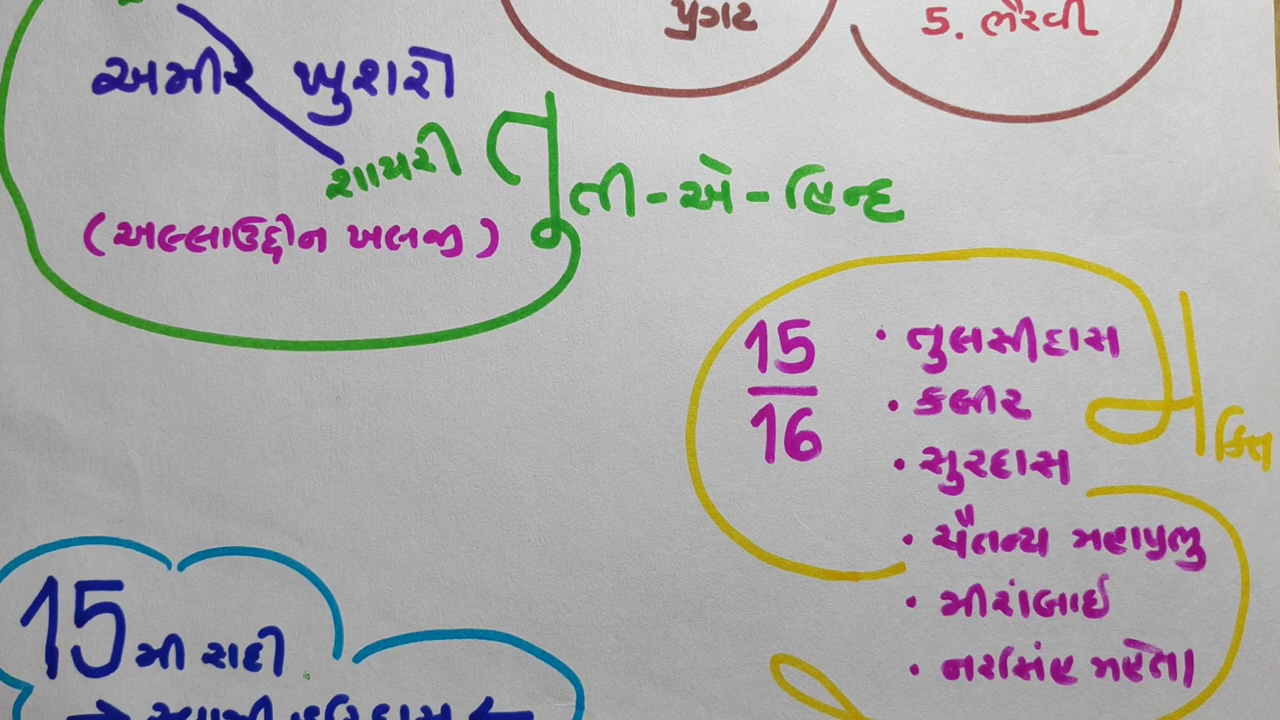 પ્રગટ
5. ભૈરવી
અમીર ખુશરો
શાયરી
તૂતી-એ-હિન્દ
(અલ્લાઉદ્દીન ખલજી)
15
16
• તુલસીદાસ
• કબીર
• સુરદાસ
ભક્તિ
• ચૈતન્ય મહાપ્રભુ
• મીરાંબાઈ
• નરસિંહ મહેતા
15મી સદી
→ સ્વામી હરિદાસ ←